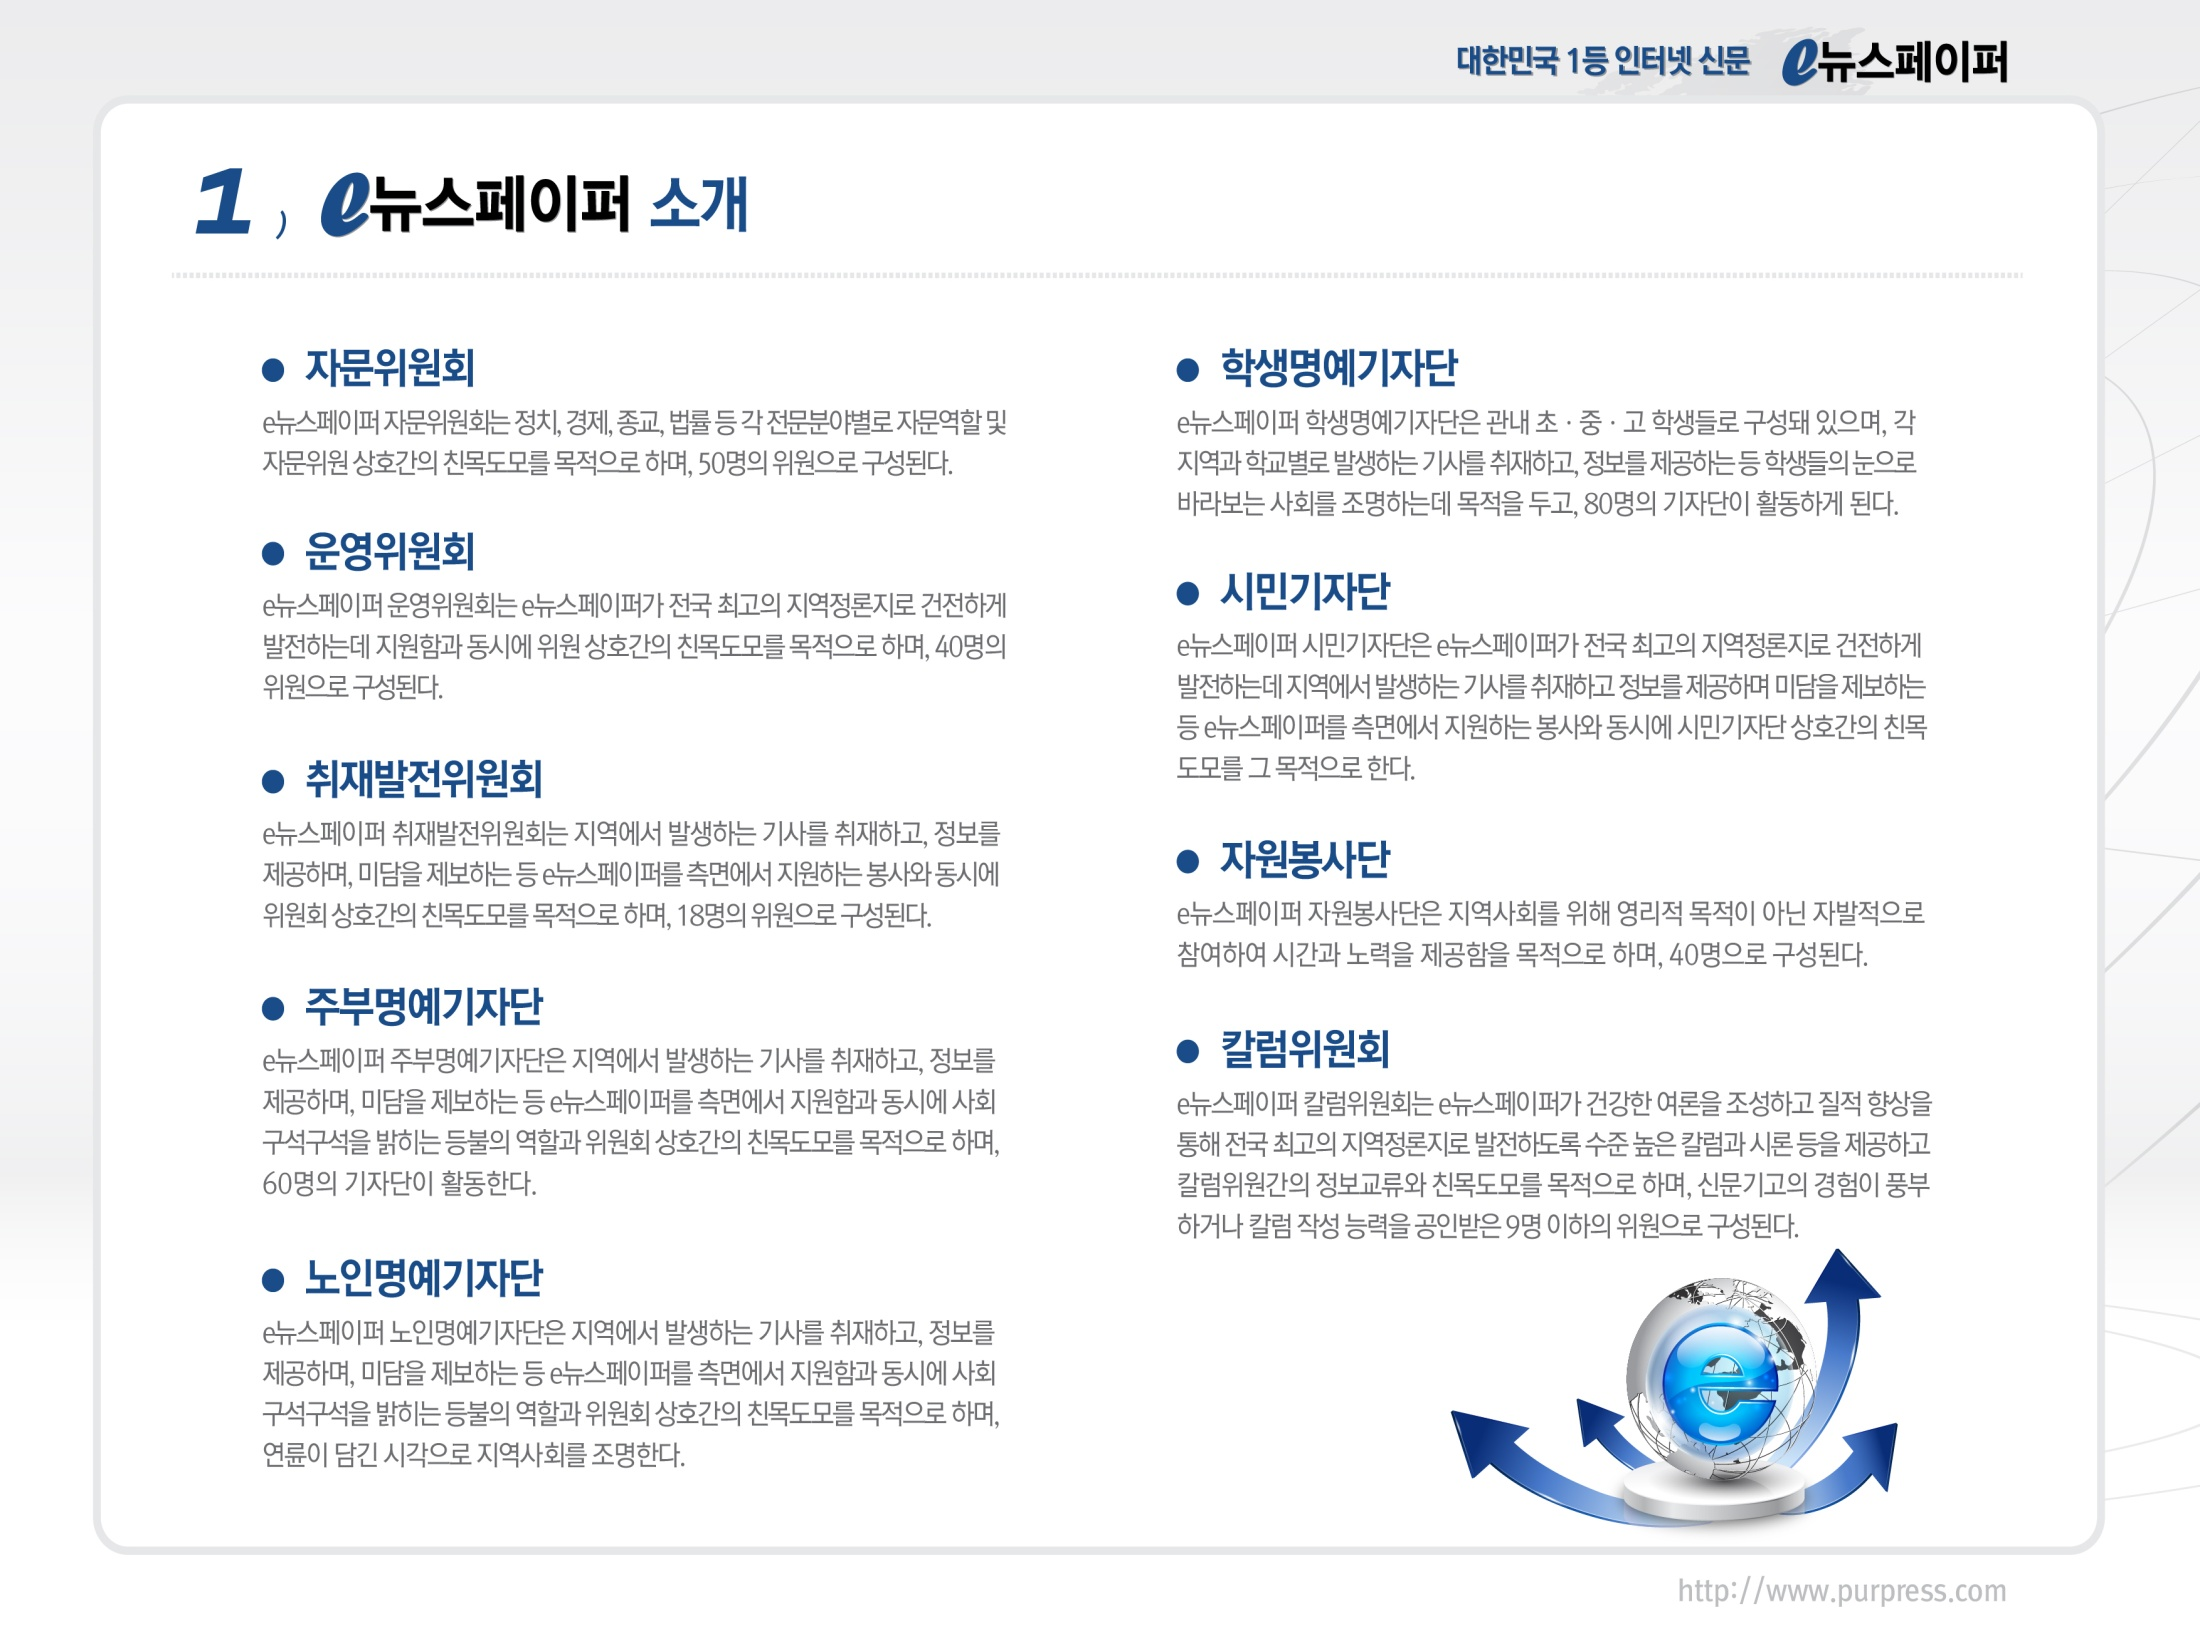 대한민국 1등 인터넷 신문 e뉴스페이퍼
1) e뉴스페이퍼 소개
● 자문위원회
e뉴스페이퍼 자문위원회는 정치, 경제, 종교, 법률 등 각 전문분야별로 자문역할 및
자문위원 상호간의 친목도모를 목적으로 하며, 50명의 위원으로 구성된다.
● 운영위원회
e뉴스페이퍼 운영위원회는 e뉴스페이퍼가 전국 최고의 지역정론지로 건전하게
발전하는데 지원함과 동시에 위원 상호간의 친목도모를 목적으로 하며, 40명의
위원으로 구성된다.
● 취재발전위원회
e뉴스페이퍼 취재발전위원회는 지역에서 발생하는 기사를 취재하고, 정보를
제공하며, 미담을 제보하는 등 e뉴스페이퍼를 측면에서 지원하는 봉사와 동시에
위원회 상호간의 친목도모를 목적으로 하며, 18명의 위원으로 구성된다.
● 주부명예기자단
e뉴스페이퍼 주부명예기자단은 지역에서 발생하는 기사를 취재하고, 정보를
제공하며, 미담을 제보하는 등 e뉴스페이퍼를 측면에서 지원함과 동시에 사회
구석구석을 밝히는 등불의 역할과 위원회 상호간의 친목도모를 목적으로 하며,
60명의 기자단이 활동한다.
● 노인명예기자단
e뉴스페이퍼 노인명예기자단은 지역에서 발생하는 기사를 취재하고, 정보를
제공하며, 미담을 제보하는 등 e뉴스페이퍼를 측면에서 지원함과 동시에 사회
구석구석을 밝히는 등불의 역할과 위원회 상호간의 친목도모를 목적으로 하며,
연륜이 담긴 시각으로 지역사회를 조명한다.
● 학생명예기자단
e뉴스페이퍼 학생명예기자단은 관내 초 · 중 · 고 학생들로 구성돼 있으며, 각
지역과 학교별로 발생하는 기사를 취재하고, 정보를 제공하는 등 학생들의 눈으로
바라보는 사회를 조명하는데 목적을 두고, 80명의 기자단이 활동하게 된다.
● 시민기자단
e뉴스페이퍼 시민기자단은 e뉴스페이퍼가 전국 최고의 지역정론지로 건전하게
발전하는데 지역에서 발생하는 기사를 취재하고 정보를 제공하며 미담을 제보하는
등 e뉴스페이퍼를 측면에서 지원하는 봉사와 동시에 시민기자단 상호간의 친목
도모를 그 목적으로 한다.
● 자원봉사단
e뉴스페이퍼 자원봉사단은 지역사회를 위해 영리적 목적이 아닌 자발적으로
참여하여 시간과 노력을 제공함을 목적으로 하며, 40명으로 구성된다.
● 칼럼위원회
e뉴스페이퍼 칼럼위원회는 e뉴스페이퍼가 건강한 여론을 조성하고 질적 향상을
통해 전국 최고의 지역정론지로 발전하도록 수준 높은 칼럼과 시론 등을 제공하고
칼럼위원간의 정보교류와 친목도모를 목적으로 하며, 신문기고의 경험이 풍부
하거나 칼럼 작성 능력을 공인받은 9명 이하의 위원으로 구성된다.
e
http://www.purpress.com